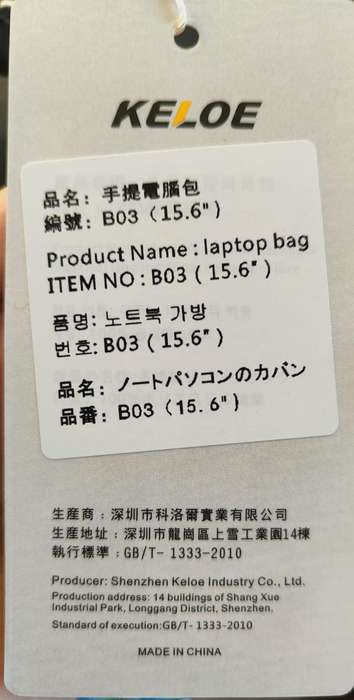 KELOE
品名：手提電腦包
編號：B03（15.6"）
Product Name : laptop bag
ITEM NO : B03 ( 15.6" )
품명: 노트북 가방
번호: B03 ( 15.6" )
品名：ノートパソコンのカバン
品番：B03（15. 6"）
生産商：深圳市科洛爾實業有限公司
生産地址：深圳市龍崗區上雪工業園14棟
執行標準：GB/T- 1333-2010
Producer: Shenzhen Keloe Industry Co., Ltd.
Production address: 14 buildings of Shang Xue
Industrial Park, Longgang District, Shenzhen.
Standard of execution:GB/T- 1333-2010
MADE IN CHINA